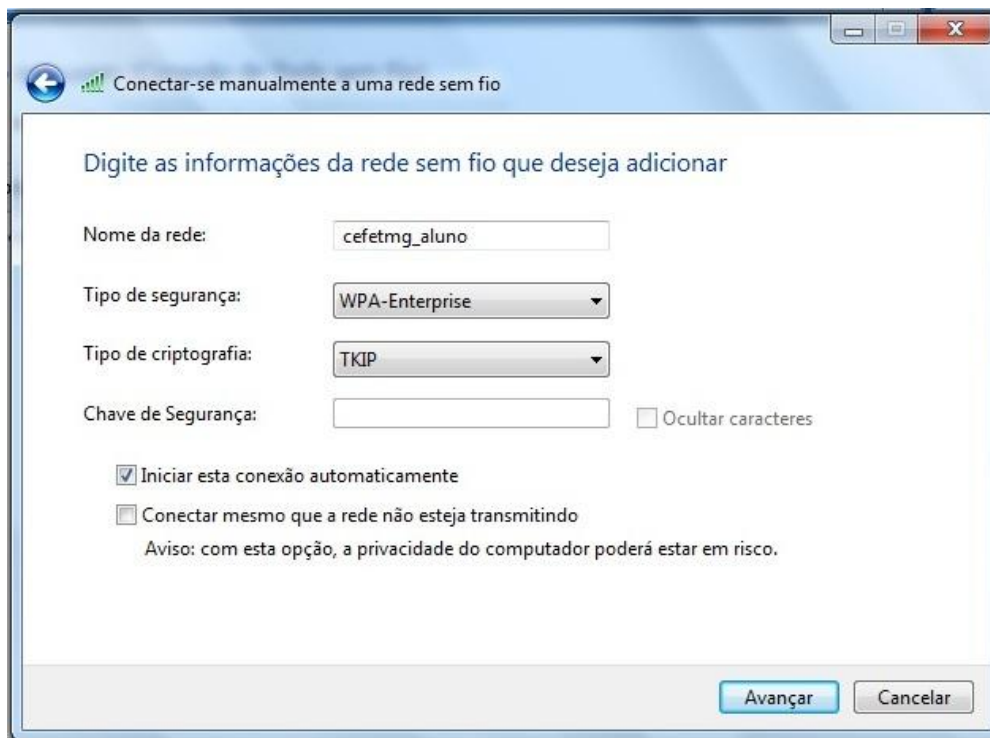 Conectar-se manualmente a uma rede sem fio
Digite as informações da rede sem fio que deseja adicionar
Nome da rede: cefetmg_aluno
Tipo de segurança: WPA-Enterprise
Tipo de criptografia: TKIP
Chave de Segurança: Ocultar caracteres
Iniciar esta conexão automaticamente
Conectar mesmo que a rede não esteja transmitindo
Aviso: com esta opção, a privacidade do computador poderá estar em risco.
Avançar Cancelar